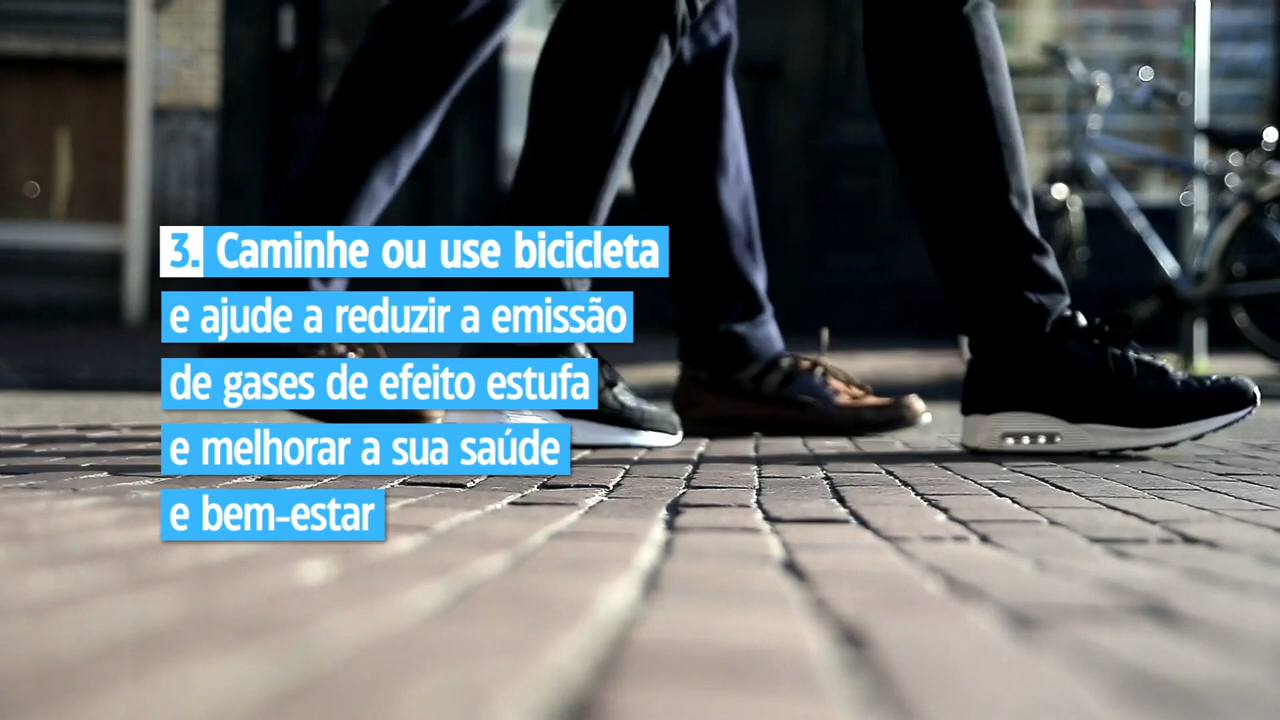 3. Caminhe ou use bicicleta
e ajude a reduzir a emissão
de gases de efeito estufa
e melhorar a sua saúde
e bem-estar